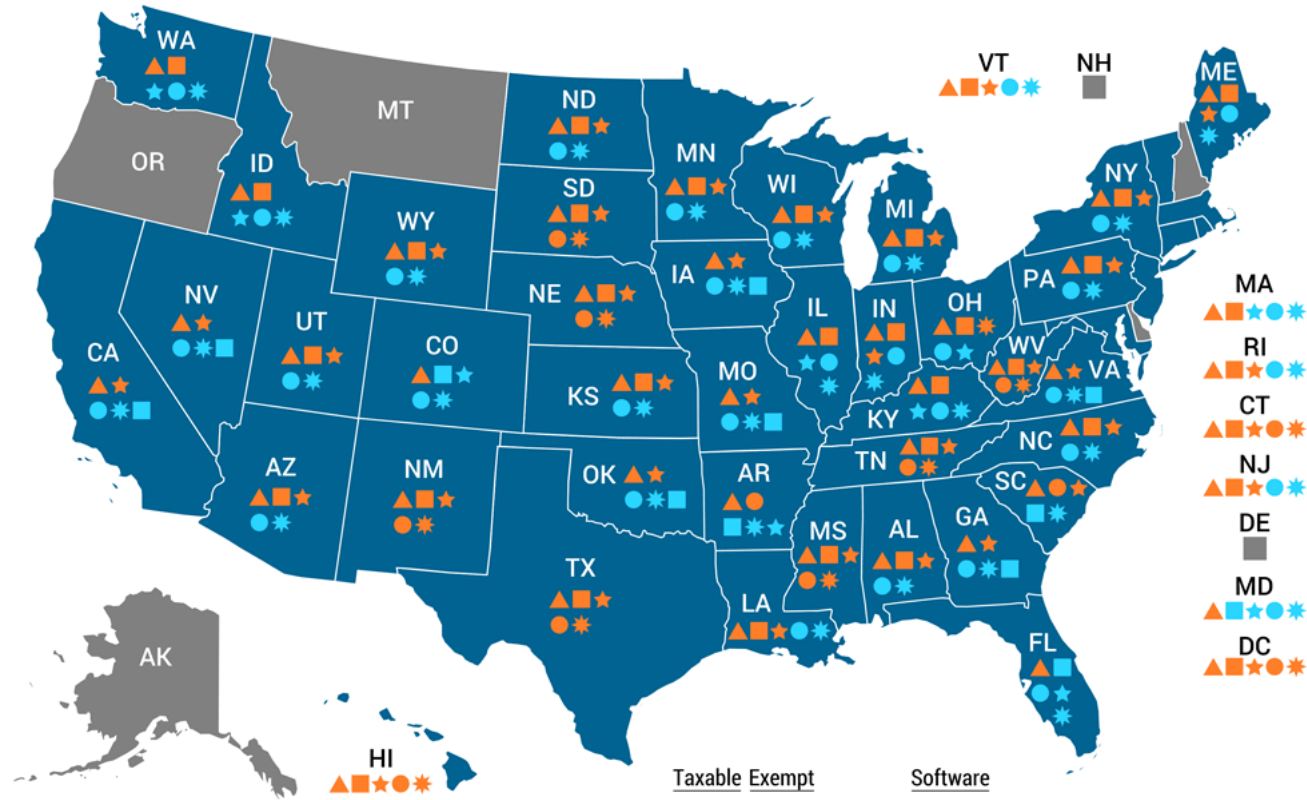 WA
VT
NH
ME
ND
MT
MN
OR
ID
NY
SD
WI
MI
WY
IA
PA
MA
NE
NV
IL
IN
OH
UT
CO
WV
RI
CA
MO
VA
KS
KY
CT
NC
TN
AZ
NM
OK
AR
SC
NJ
GA
MS
AL
DE
TX
MD
LA
FL
DC
AK
HI
Taxable Exempt Software